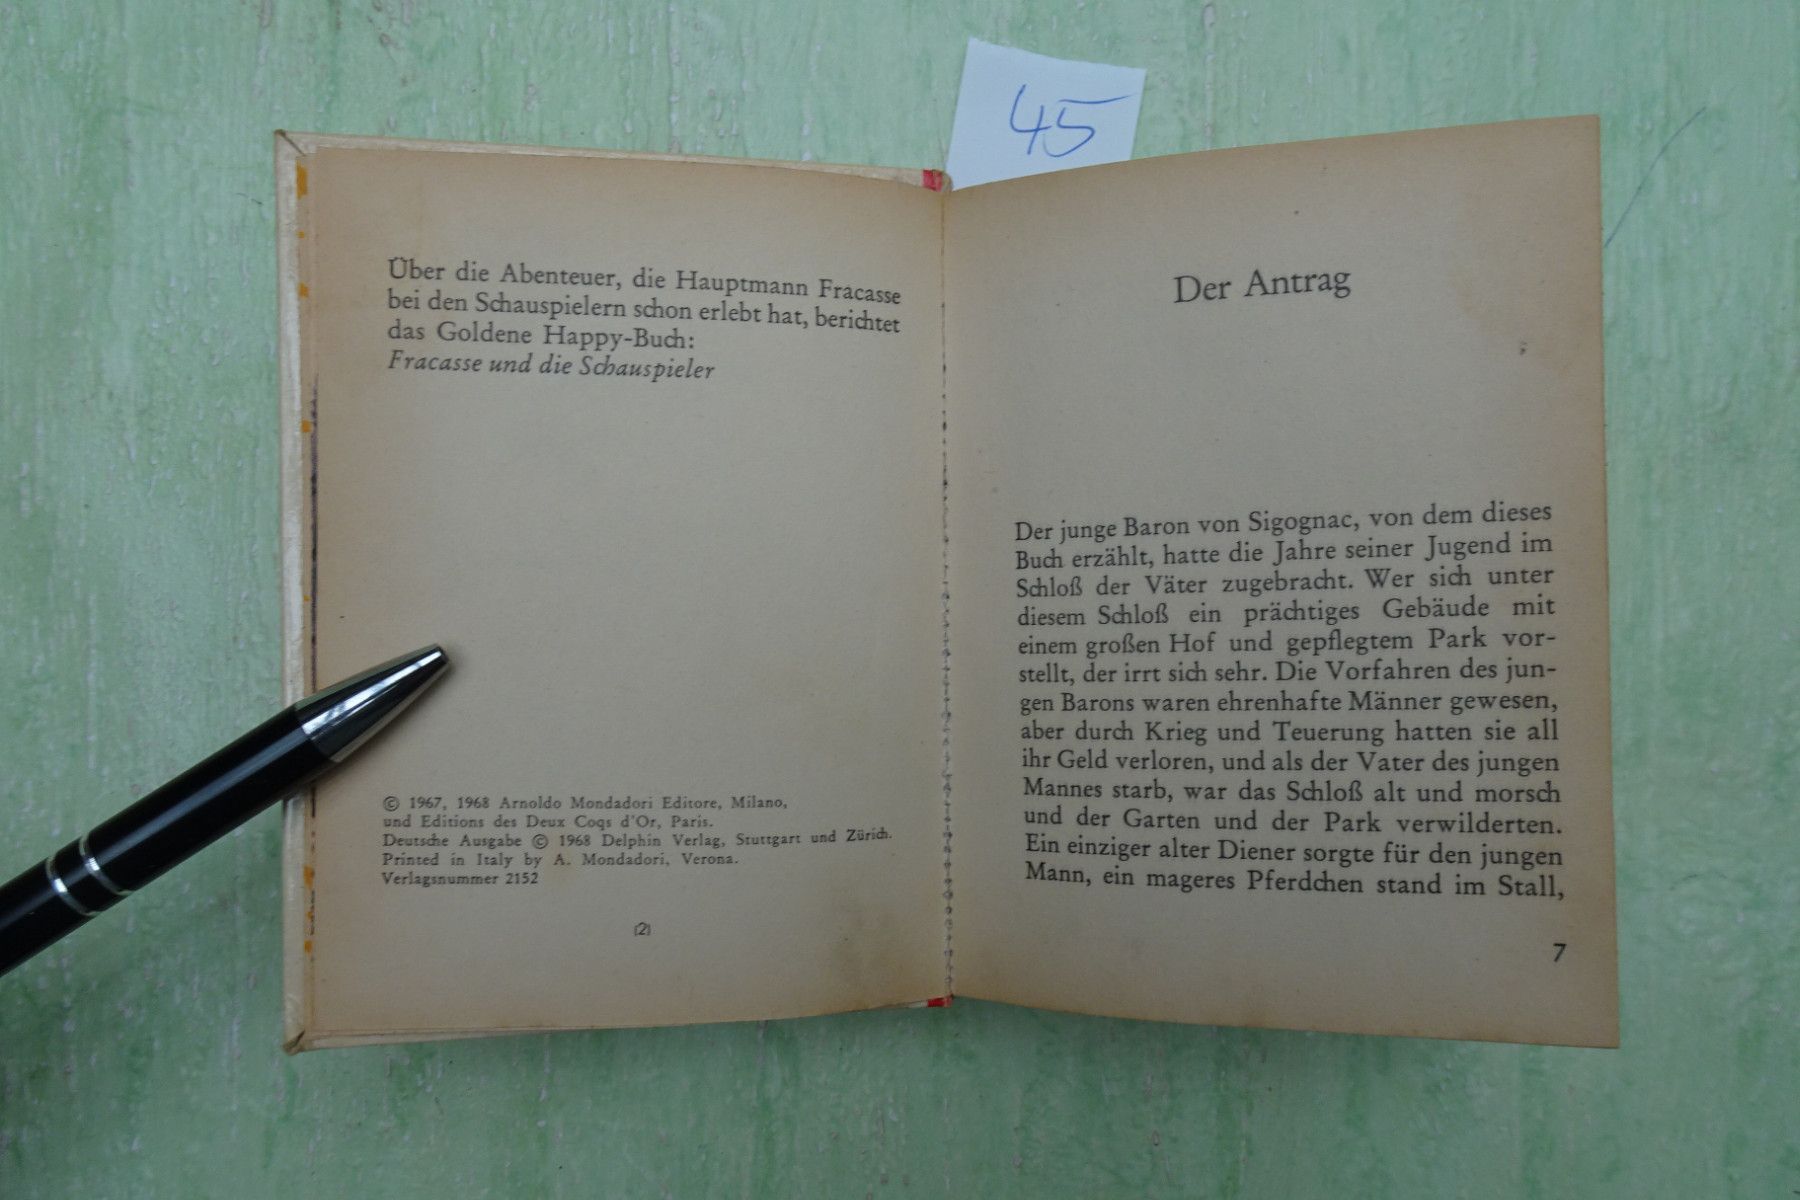 45
Über die Abenteuer, die Hauptmann Fracasse
bei den Schauspielern schon erlebt hat, berichtet
das Goldene Happy-Buch:
Fracasse und die Schauspieler
© 1967, 1968 Arnoldo Mondadori Editore, Milano,
und Editions des Deux Coqs d'Or, Paris.
Deutsche Ausgabe © 1968 Delphin Verlag, Stuttgart und Zürich.
Printed in Italy by A. Mondadori, Verona.
Verlagsnummer 2152
(2)
Der Antrag
Der junge Baron von Sigognac, von dem dieses
Buch erzählt, hatte die Jahre seiner Jugend im
Schloß der Väter zugebracht. Wer sich unter
diesem Schloß ein prächtiges Gebäude mit
einem großen Hof und gepflegtem Park vor-
stellt, der irrt sich sehr. Die Vorfahren des jun-
gen Barons waren ehrenhafte Männer gewesen,
aber durch Krieg und Teuerung hatten sie all
ihr Geld verloren, und als der Vater des jungen
Mannes starb, war das Schloß alt und morsch
und der Garten und der Park verwilderten.
Ein einziger alter Diener sorgte für den jungen
Mann, ein mageres Pferdchen stand im Stall,
7